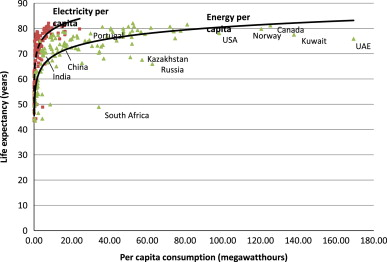 90
80
70
60
50
40
30
20
10
0
Life expectancy (years)
Electricity per
capita
Energy per
capita
Portugal
USA
Norway
Canada
Kuwait
UAE
Kazakhstan
Russia
China
India
South Africa
0.00 20.00 40.00 60.00 80.00 100.00 120.00 140.00 160.00 180.00
Per capita consumption (megawatthours)